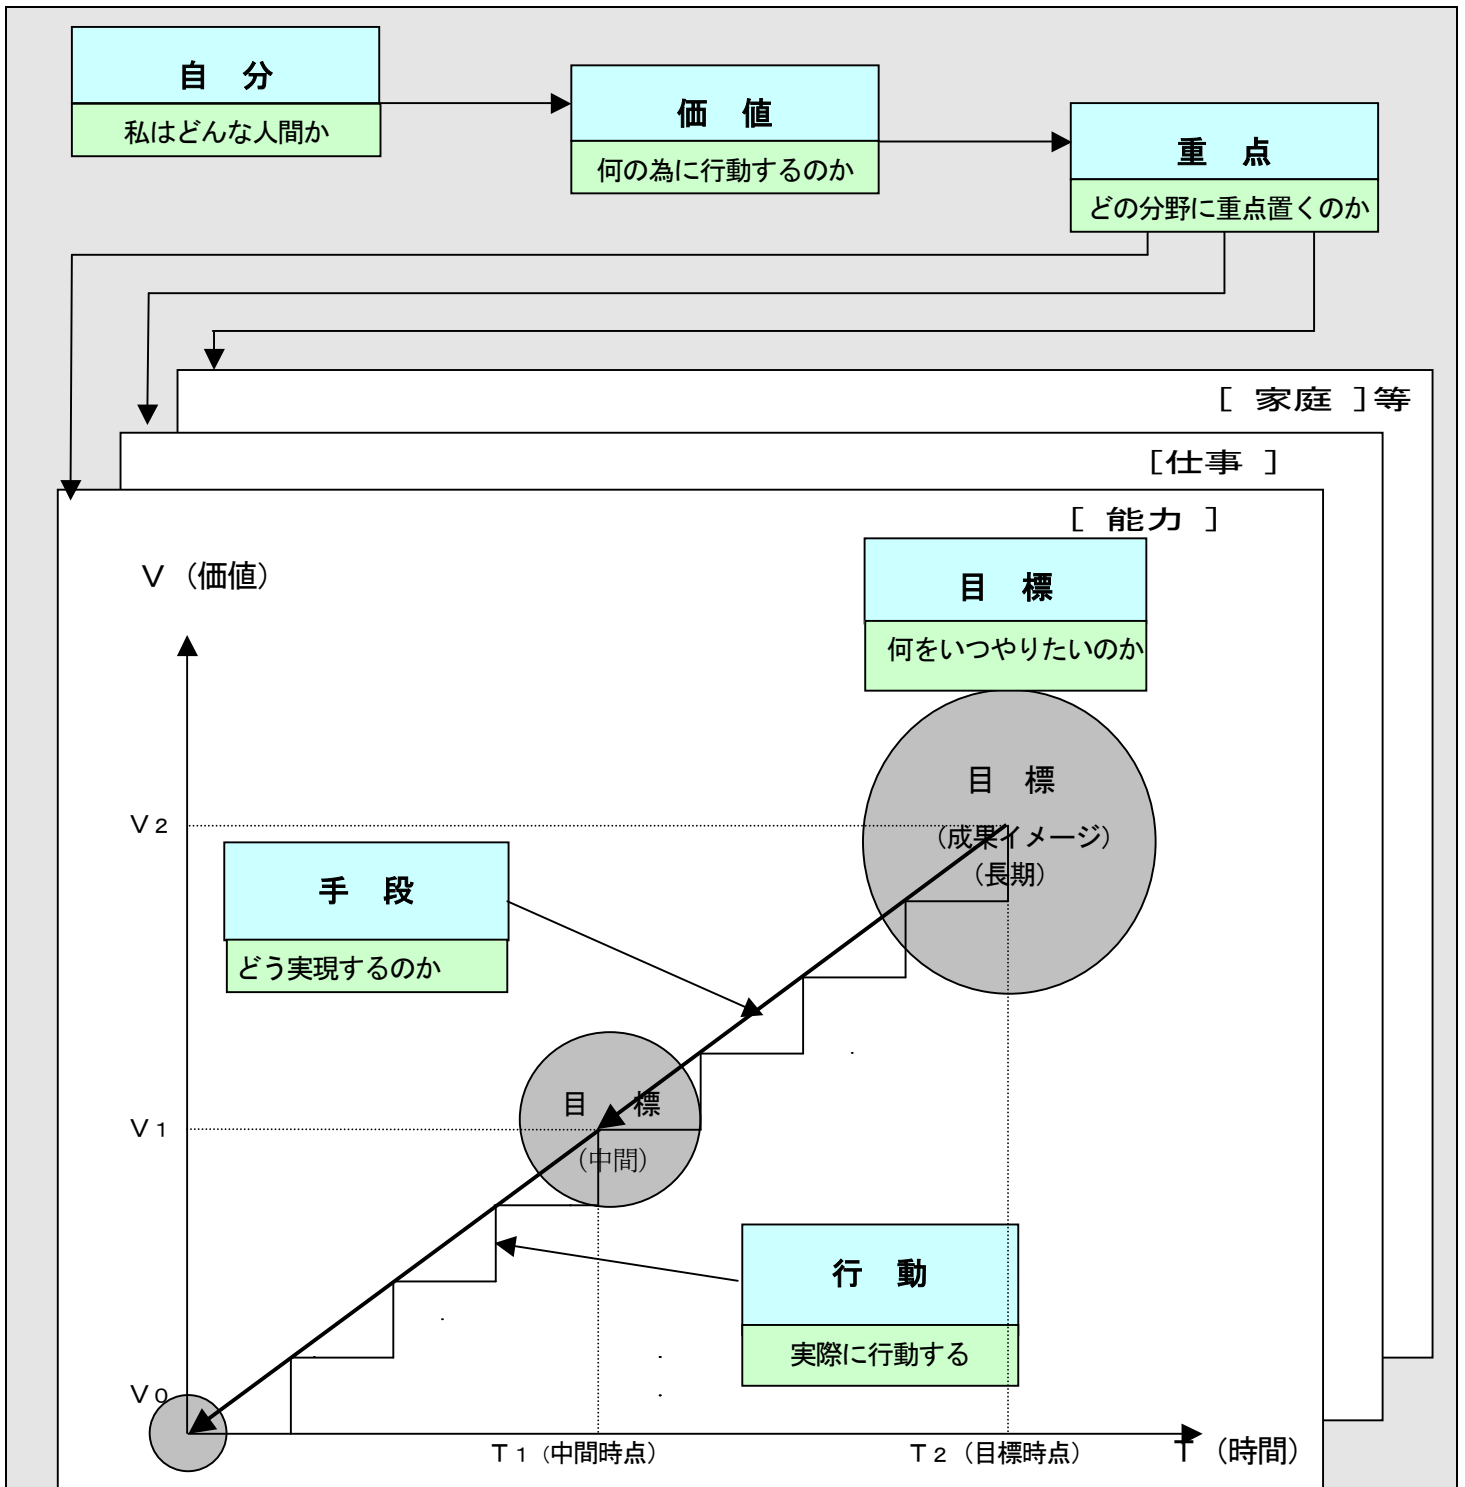 自 分
私はどんな人間か
価 値
何の為に行動するのか
重 点
どの分野に重点置くのか
[ 家庭 ]等
[仕事 ]
[ 能力 ]
V（価値）
目 標
何をいつやりたいのか
目 標
（成果イメージ）
（長期）
V2
手 段
どう実現するのか
目 標
（中間）
V1
行 動
実際に行動する
V0
T1（中間時点）
T2（目標時点）
T（時間）